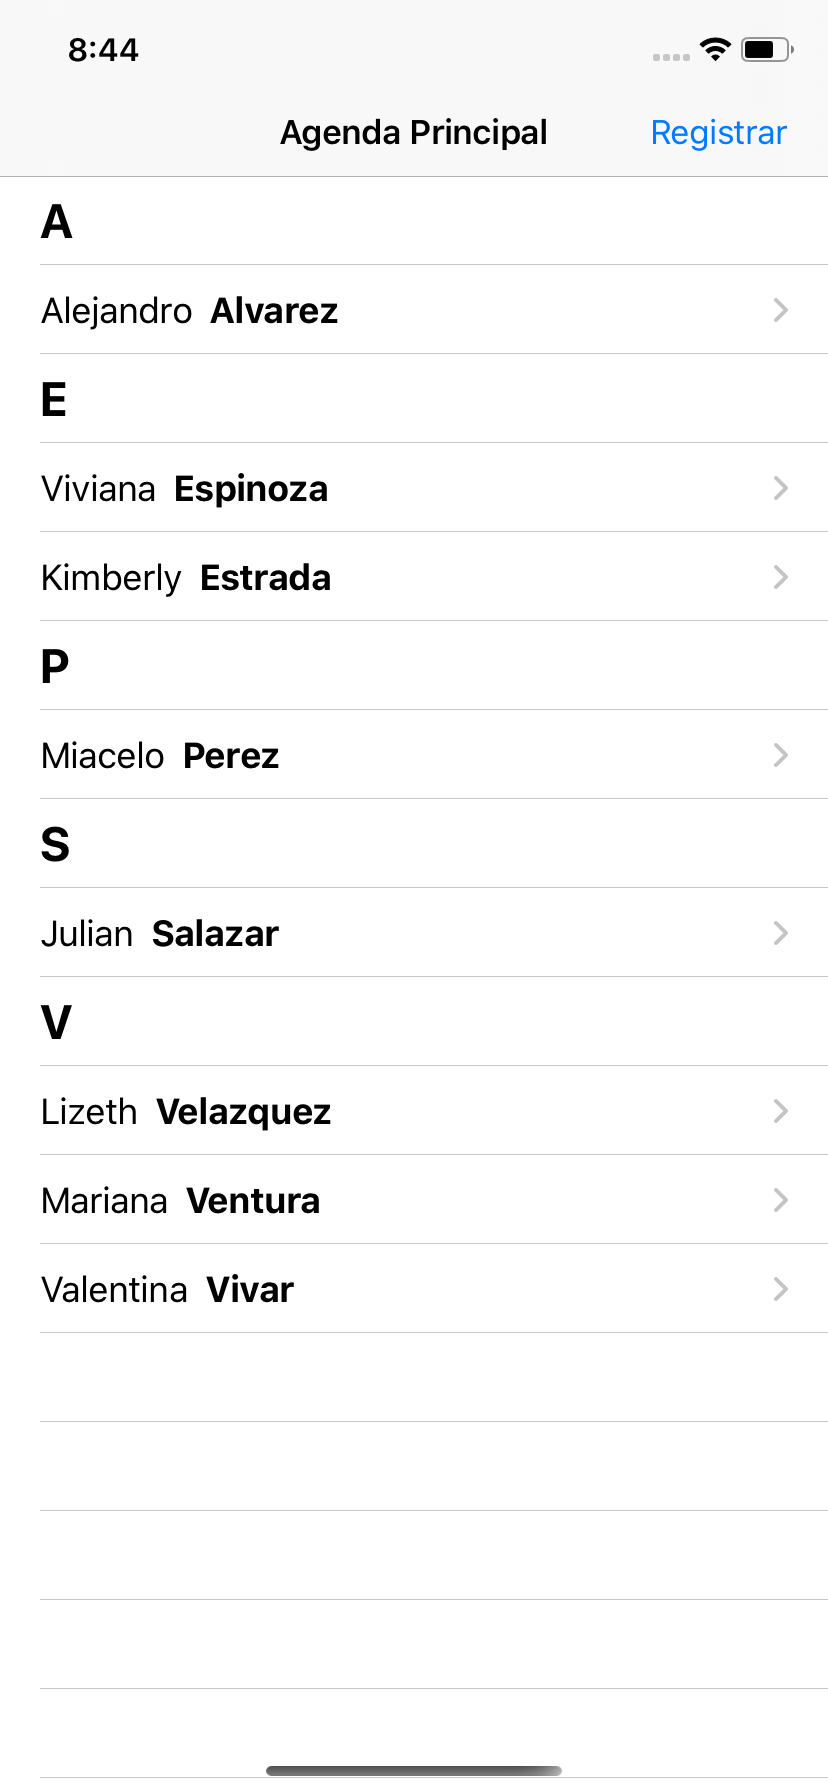 8:44
Agenda Principal Registrar
A
Alejandro Alvarez
E
Viviana Espinoza
Kimberly Estrada
P
Miacelo Perez
S
Julian Salazar
V
Lizeth Velazquez
Mariana Ventura
Valentina Vivar